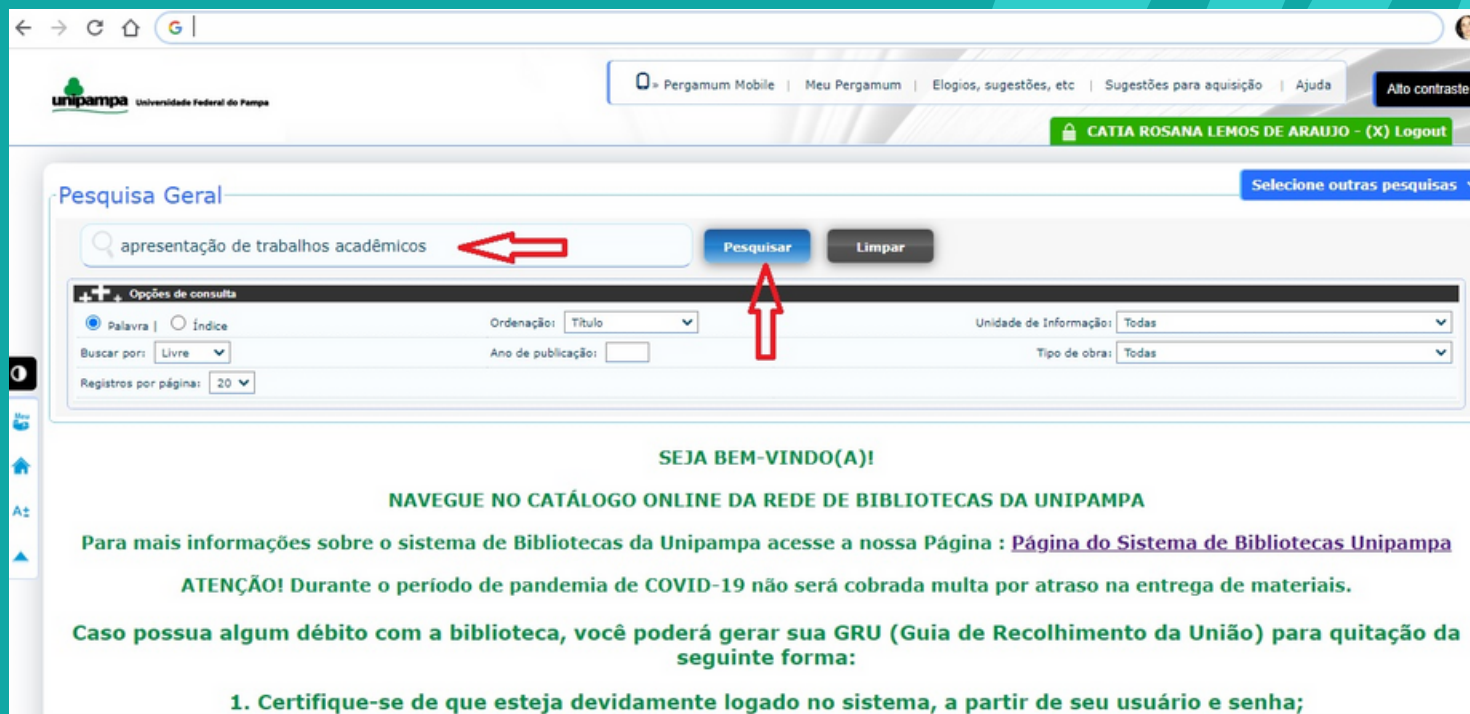 unipampa Universidade Federal do Pampa
» Pergamum Mobile | Meu Pergamum | Elogios, sugestões, etc | Sugestões para aquisição | Ajuda
Alto contraste
CATIA ROSANA LEMOS DE ARAUJO - (X) Logout
Pesquisa Geral
Selecione outras pesquisas
apresentação de trabalhos acadêmicos
Pesquisar
Limpar
Opções de consulta
Palavra | Índice
Ordenação: Título
Unidade de Informação: Todas
Buscar por: Livre
Ano de publicação:
Tipo de obra: Todas
Registros por página: 20
Meu
A±
SEJA BEM-VINDO(A)!
NAVEGUE NO CATÁLOGO ONLINE DA REDE DE BIBLIOTECAS DA UNIPAMPA
Para mais informações sobre o sistema de Bibliotecas da Unipampa acesse a nossa Página : Página do Sistema de Bibliotecas Unipampa
ATENÇÃO! Durante o período de pandemia de COVID-19 não será cobrada multa por atraso na entrega de materiais.
Caso possua algum débito com a biblioteca, você poderá gerar sua GRU (Guia de Recolhimento da União) para quitação da
seguinte forma:
1. Certifique-se de que esteja devidamente logado no sistema, a partir de seu usuário e senha;